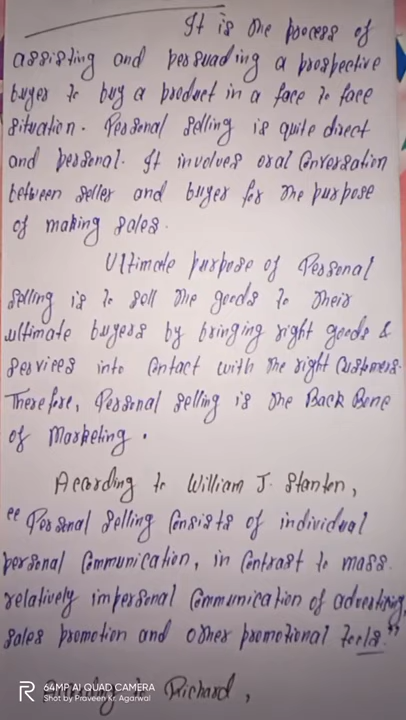 It is the process of
assisting and persuading a prospective
buyer to buy a product in a face to face
situation. Personal selling is quite direct
and personal. It involves oral Conversation
between seller and buyer for the purpose
of making sales.
Ultimate purpose of Personal
selling is to sell the goods to their
ultimate buyers by bringing right goods &
services into Contact with the right Customers.
Therefore, Personal selling is the Back Bone
of Marketing.
According to William J. Stanton,
"Personal Selling Consists of individual
personal Communication, in Contrast to mass
relatively impersonal Communication of advertising,
sales promotion and other promotional tools."
Richard,
64MP AI QUAD CAMERA
Shot by Praveen Kr. Agarwal